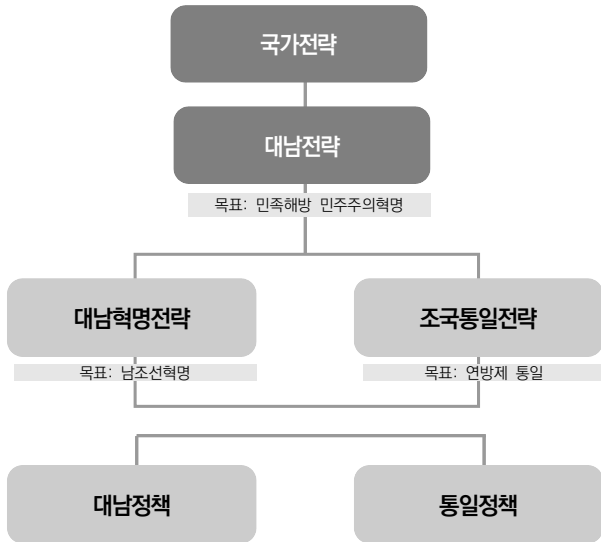 국가전략
대남전략
목표: 민족해방 민주주의혁명
대남혁명전략
조국통일전략
목표: 남조선혁명
목표: 연방제 통일
대남정책
통일정책